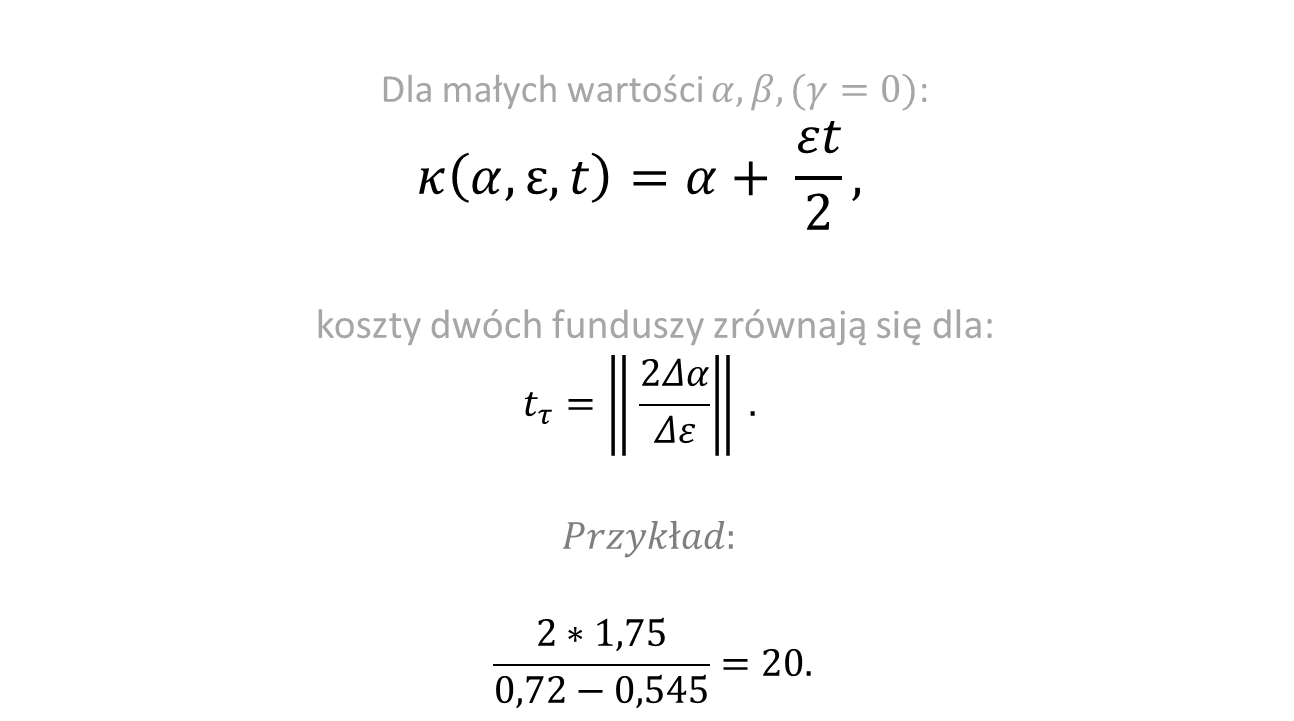 Dla małych wartości α, β, (γ = 0):
κ(α, ε, t) = α + εt/2,
koszty dwóch funduszy zrównają się dla:
t_τ = ‖2Δα/Δε‖ .
Przykład:
2 * 1,75/(0,72 − 0,545) = 20.